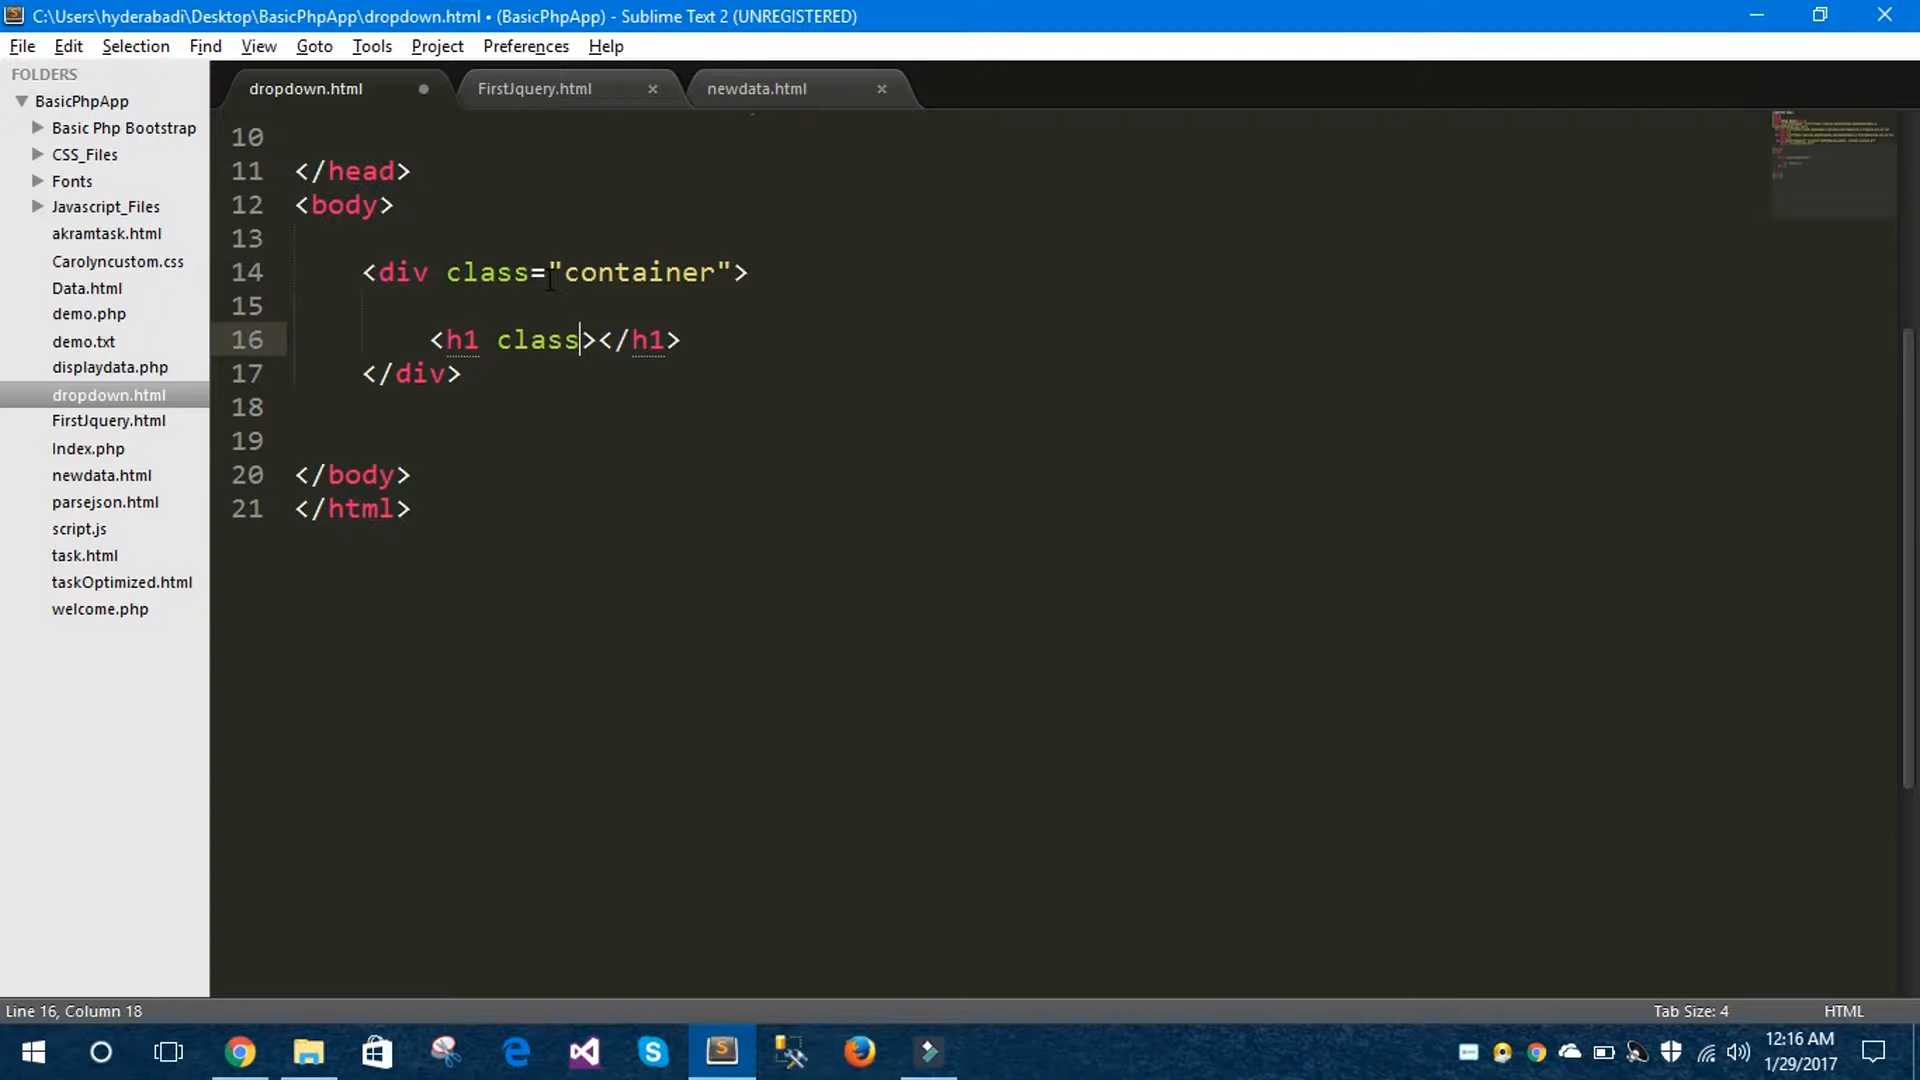 C:\Users\hyderabadi\Desktop\BasicPhpApp\dropdown.html • (BasicPhpApp) - Sublime Text 2 (UNREGISTERED)
File Edit Selection Find View Goto Tools Project Preferences Help
FOLDERS
BasicPhpApp
Basic Php Bootstrap
CSS_Files
Fonts
Javascript_Files
akramtask.html
Carolyncustom.css
Data.html
demo.php
demo.txt
displaydata.php
dropdown.html
FirstJquery.html
Index.php
newdata.html
parsejson.html
script.js
task.html
taskOptimized.html
welcome.php
dropdown.html FirstJquery.html newdata.html
10
11 </head>
12 <body>
13
14 <div class="container">
15
16 <h1 class></h1>
17 </div>
18
19
20 </body>
21 </html>
Line 16, Column 18 Tab Size: 4 HTML
12:16 AM
1/29/2017